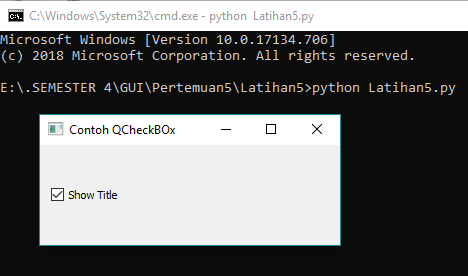 C:\Windows\System32\cmd.exe - python  Latihan5.py
Microsoft Windows [Version 10.0.17134.706]
(c) 2018 Microsoft Corporation. All rights reserved.
E:\.SEMESTER 4\GUI\Pertemuan5\Latihan5>python Latihan5.py
Contoh QCheckBOx
Show Title